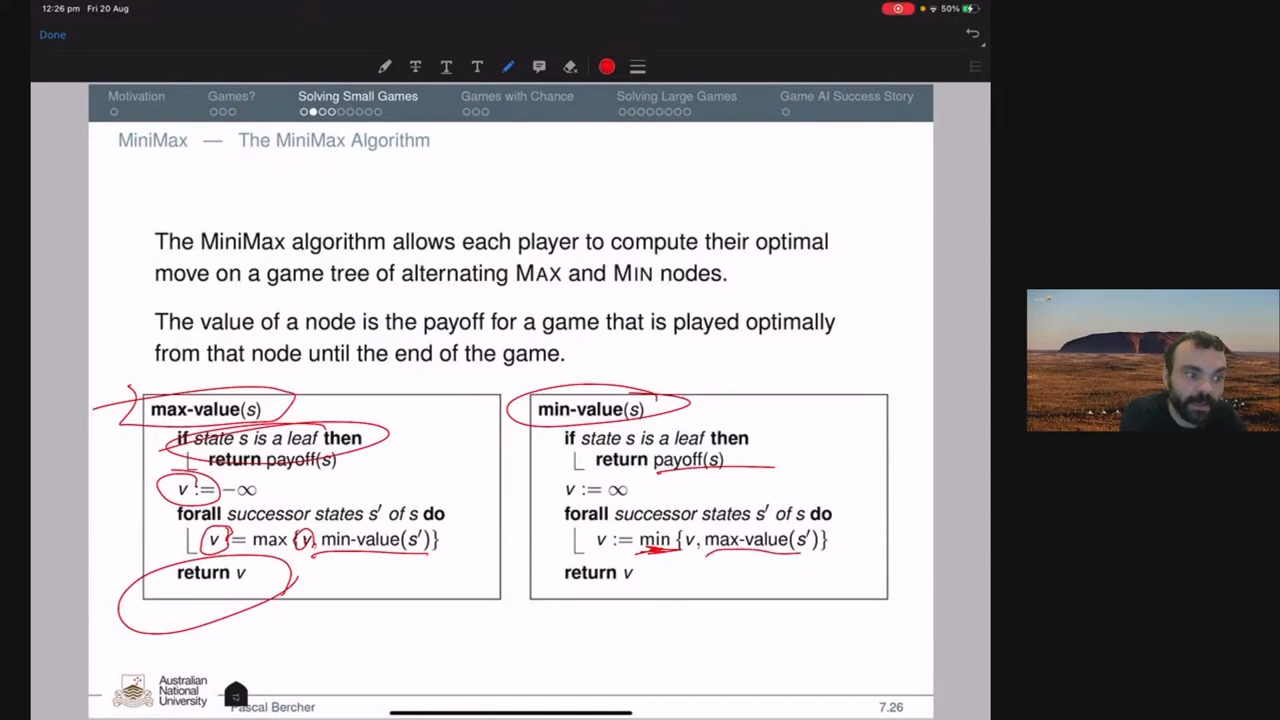 12:26 pm Fri 20 Aug
50%
Done
T T T
Motivation Games? Solving Small Games Games with Chance Solving Large Games Game AI Success Story
MiniMax — The MiniMax Algorithm
The MiniMax algorithm allows each player to compute their optimal
move on a game tree of alternating MAX and MIN nodes.
The value of a node is the payoff for a game that is played optimally
from that node until the end of the game.
max-value(s)
if state s is a leaf then
return payoff(s)
v := −∞
forall successor states s′ of s do
v := max {v, min-value(s′)}
return v
min-value(s)
if state s is a leaf then
return payoff(s)
v := ∞
forall successor states s′ of s do
v := min {v, max-value(s′)}
return v
Australian
National
University
Pascal Bercher
7.26